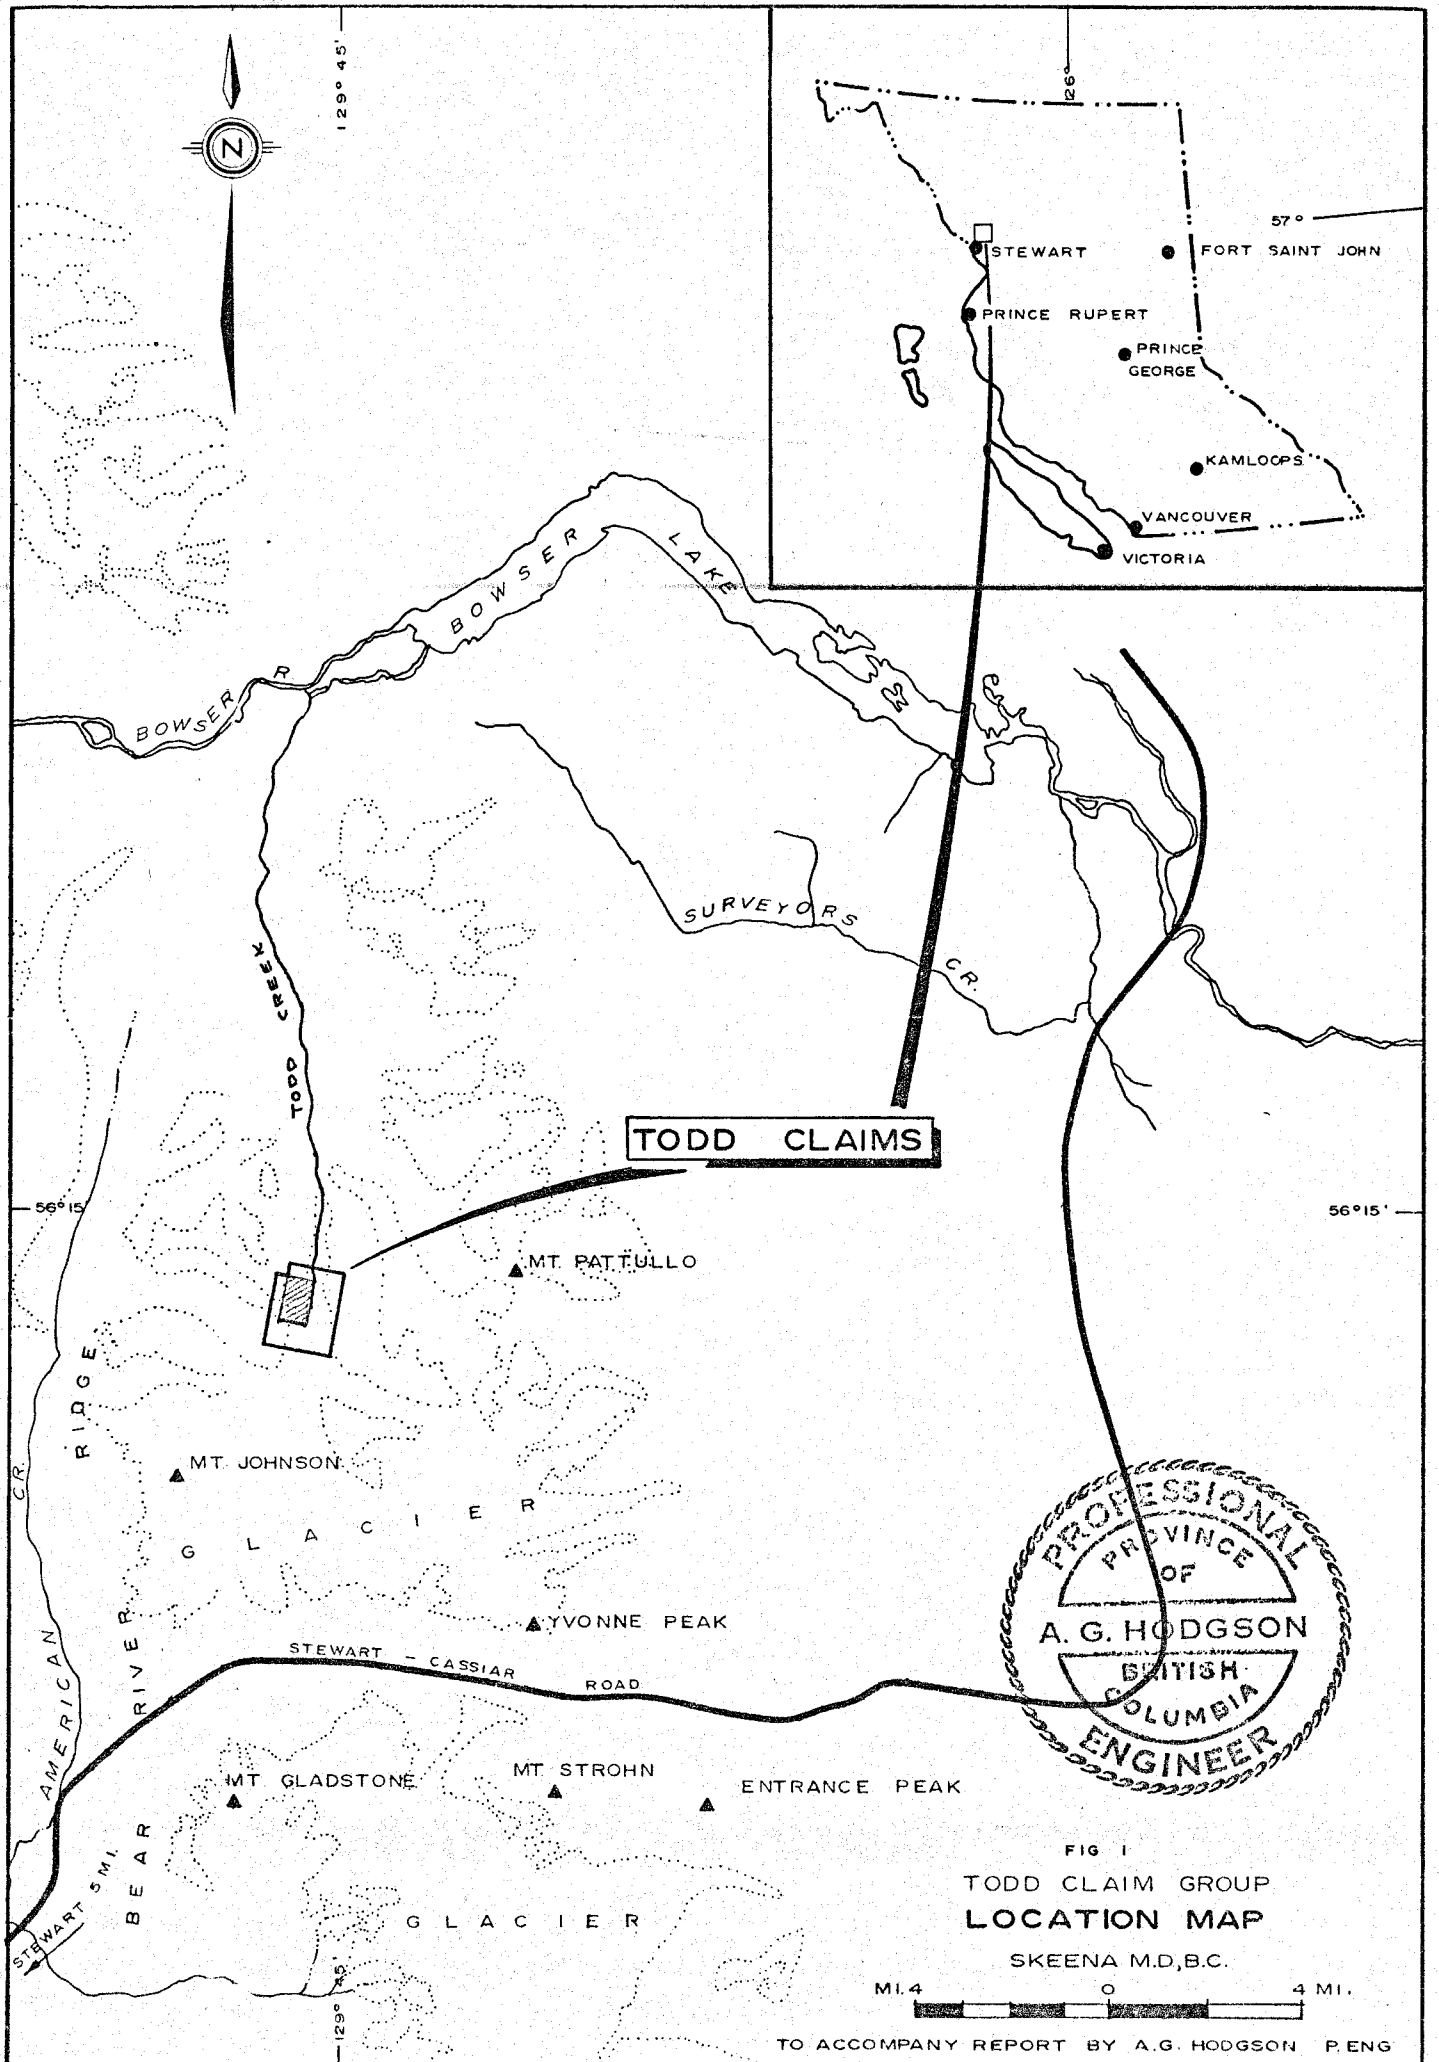 129° 45'
N
126°
57°
STEWART
FORT SAINT JOHN
PRINCE RUPERT
PRINCE
GEORGE
KAMLOOPS
VANCOUVER
VICTORIA
BOWSER LAKE
BOWSER R
SURVEYORS CR.
TODD CREEK
TODD CLAIMS
56°15'
56°15'
MT. PATTULLO
RIDGE
MT. JOHNSON
CR.
GLACIER
YVONNE PEAK
STEWART - CASSIAR ROAD
AMERICAN
RIVER
BEAR
MT. GLADSTONE
MT. STROHN
ENTRANCE PEAK
STEWART 5 MI.
GLACIER
129° 45'
PROFESSIONAL
PROVINCE
OF
A. G. HODGSON
BRITISH
COLUMBIA
ENGINEER
FIG 1
TODD CLAIM GROUP
LOCATION MAP
SKEENA M.D,B.C.
MI.4 0 4 MI.
TO ACCOMPANY REPORT BY A.G. HODGSON P.ENG